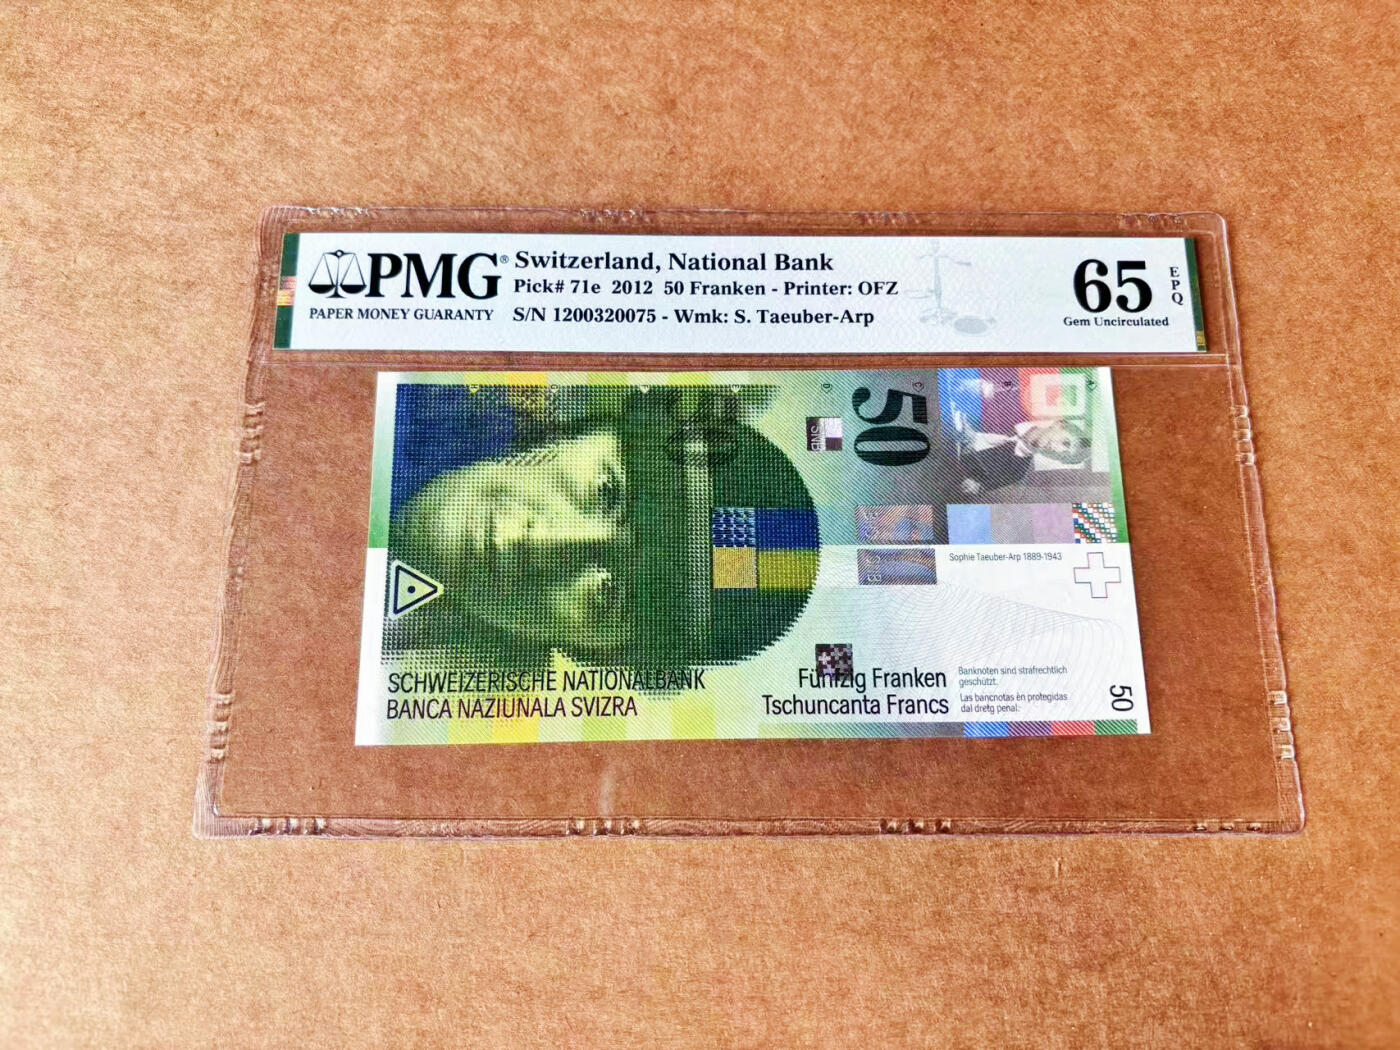 PMG®
PAPER MONEY GUARANTY
Switzerland, National Bank
Pick# 71e 2012 50 Franken - Printer: OFZ
S/N 1200320075 - Wmk: S. Taeuber-Arp
65
EPQ
Gem Uncirculated
50
SNB
Sophie Taeuber-Arp 1889-1943
SCHWEIZERISCHE NATIONALBANK
BANCA NAZIUNALA SVIZRA
Fünfzig Franken
Tschuncanta Francs
Banknoten sind strafrechtlich
geschützt.
Las bancnotas èn protegidas
dal dretg penal.
50